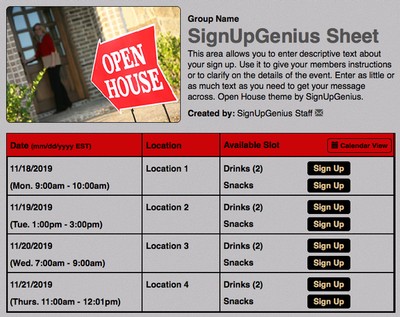 OPEN
HOUSE
Group Name
SignUpGenius Sheet
This area allows you to enter descriptive text about
your sign up. Use it to give your members instructions
or to clarify on the details of the event. Enter as little or
as much text as you need to get your message
across. Open House theme by SignUpGenius.
Created by: SignUpGenius Staff
Date (mm/dd/yyyy EST) Location Available Slot Calendar View
11/18/2019 Location 1 Drinks (2) Sign Up
(Mon. 9:00am - 10:00am) Snacks Sign Up
11/19/2019 Location 2 Drinks (2) Sign Up
(Tue. 1:00pm - 3:00pm) Snacks Sign Up
11/20/2019 Location 3 Drinks (2) Sign Up
(Wed. 7:00am - 9:00am) Snacks Sign Up
11/21/2019 Location 4 Drinks (2) Sign Up
(Thurs. 11:00am - 12:01pm) Snacks Sign Up